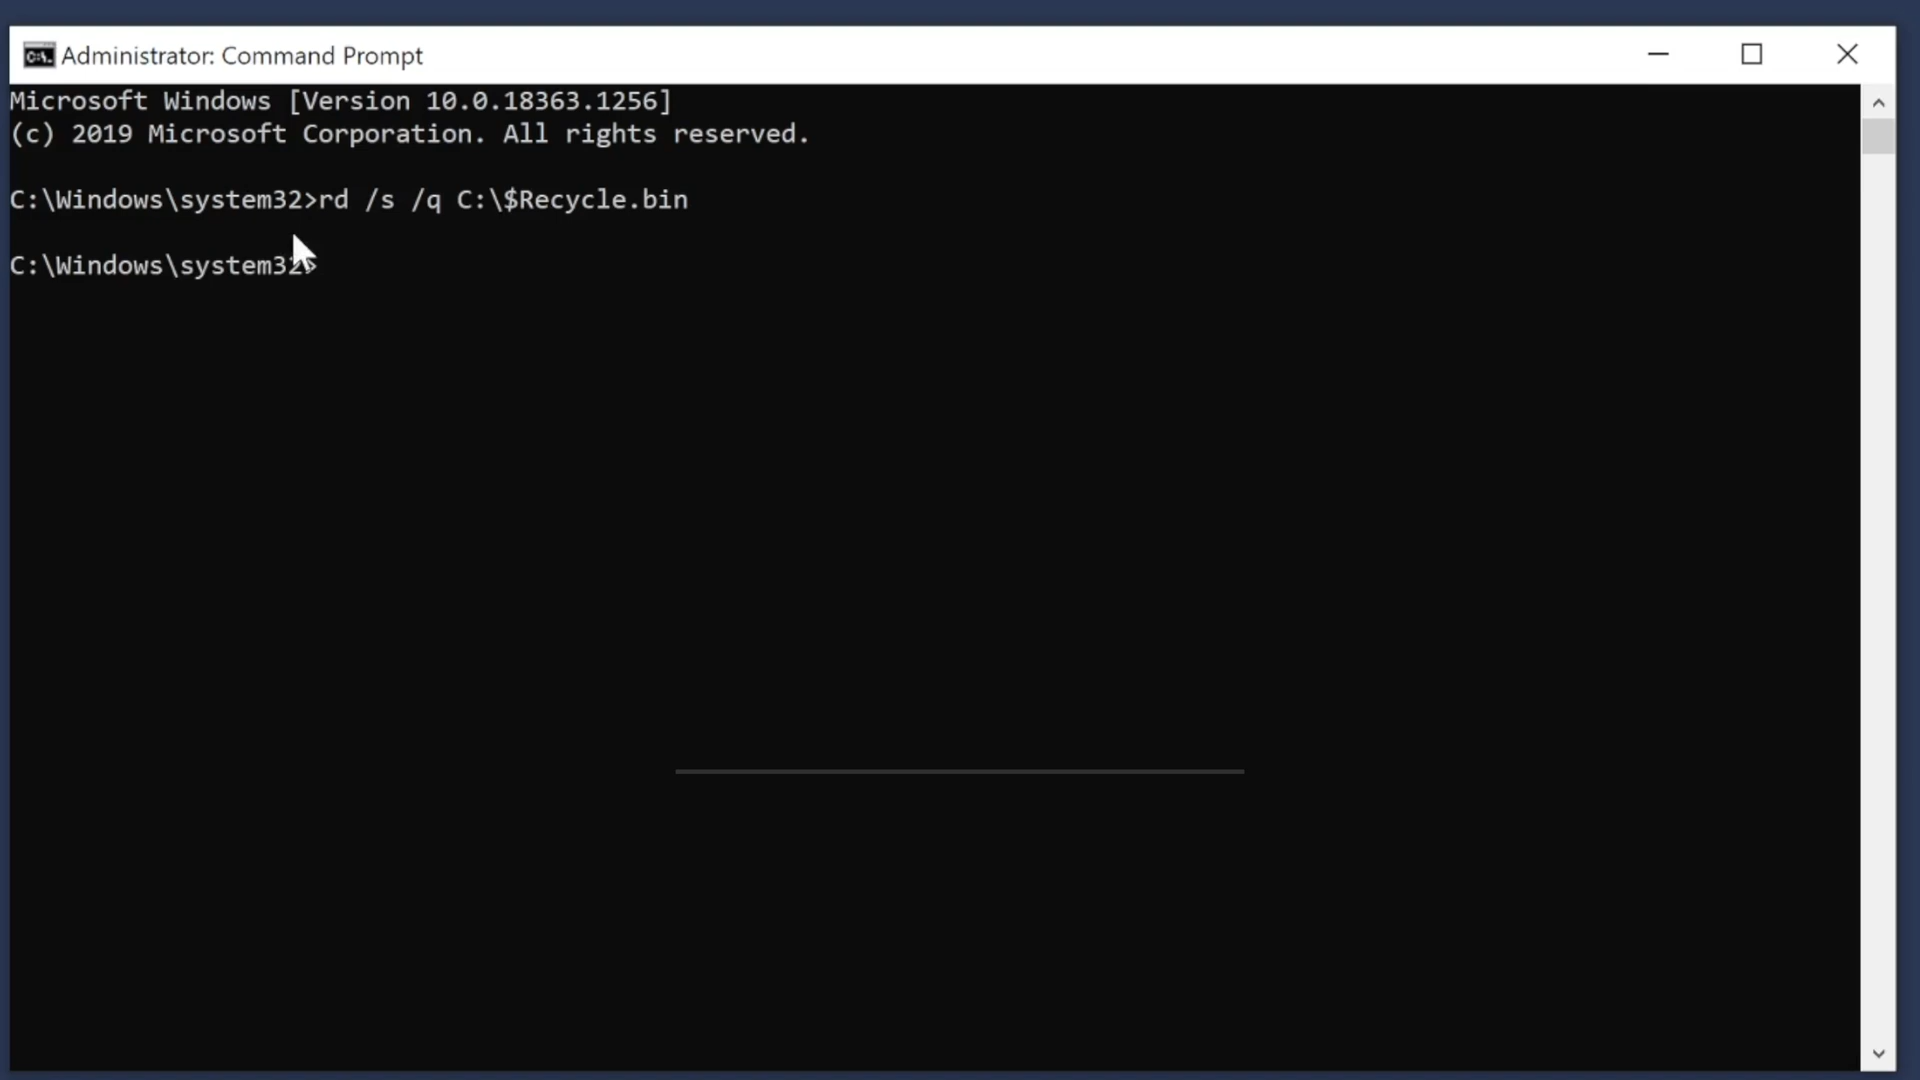 Administrator: Command Prompt
Microsoft Windows [Version 10.0.18363.1256]
(c) 2019 Microsoft Corporation. All rights reserved.
C:\Windows\system32>rd /s /q C:\$Recycle.bin
C:\Windows\system32>